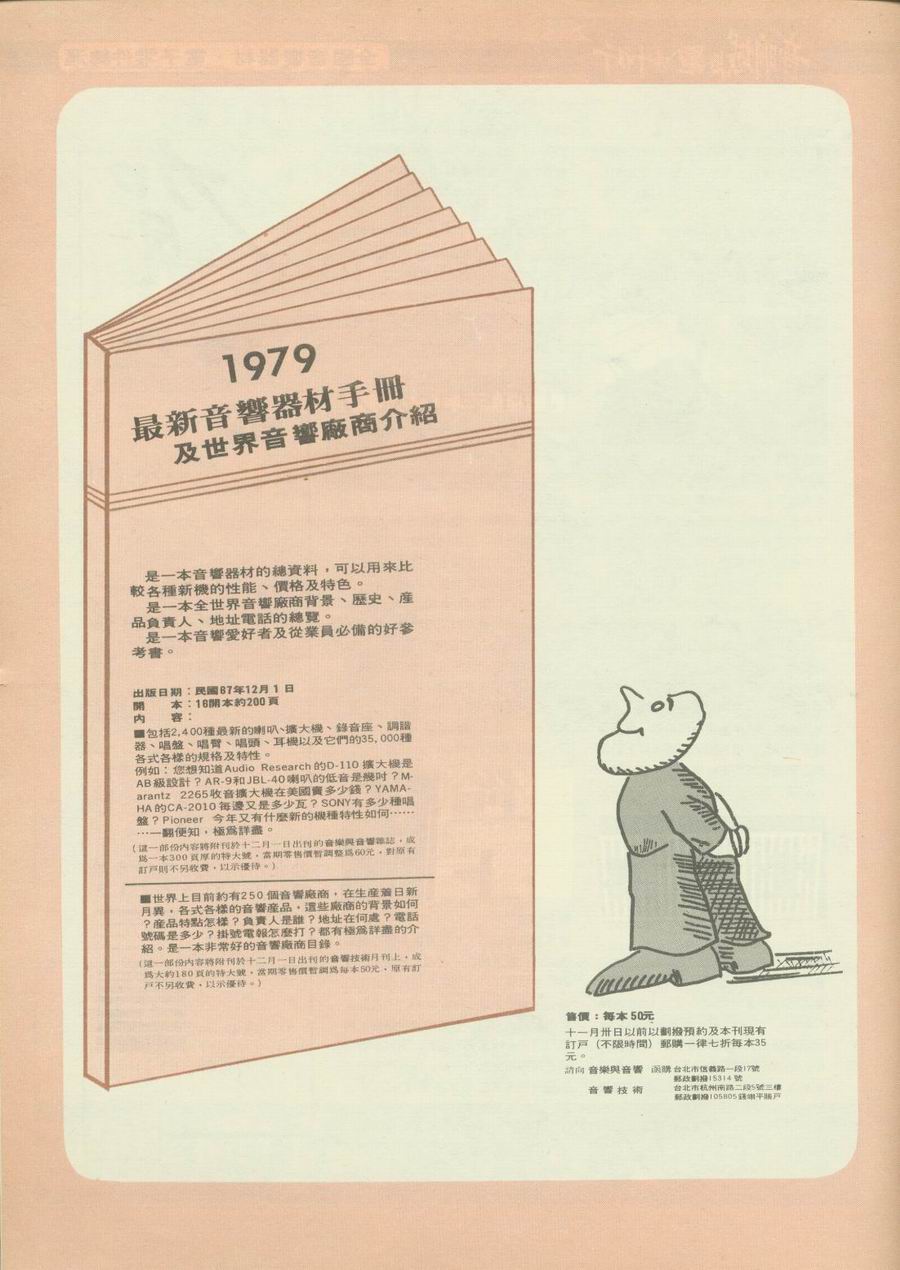 1979
最新音響器材手冊
及世界音響廠商介紹
是一本音響器材的總資料，可以用來比
較各種新機的性能、價格及特色。
是一本全世界音響廠商背景、歷史、產
品負責人、地址電話的總覽。
是一本音響愛好者及從業員必備的好參
考書。
出版日期：民國67年12月1日
開　　本：16開本約200頁
內　　容：
■包括2,400種最新的喇叭、擴大機、錄音座、調諧
器、唱盤、唱臂、唱頭、耳機以及它們的35,000種
各式各樣的規格及特性。
例如：您想知道Audio Research的D-110擴大機是
AB級設計？AR-9和JBL-40喇叭的低音是幾吋？M-
arantz 2265收音擴大機在美國賣多少錢？YAMA-
HA的CA-2010每邊又是多少瓦？SONY有多少種唱
盤？Pioneer 今年又有什麼新的機種特性如何……
…一翻便知，極爲詳盡。
（這一部份內容將附刊於十二月一日出刊的音樂與音響雜誌，成
爲一本300頁厚的特大號，當期零售價暫調整爲60元，對原有
訂戶則不另收費，以示優待。）
■世界上目前約有250個音響廠商，在生產着日新
月異，各式各樣的音響產品，這些廠商的背景如何
？產品特點怎樣？負責人是誰？地址在何處？電話
號碼是多少？掛號電報怎麼打？都有極爲詳盡的介
紹。是一本非常好的音響廠商目錄。
（這一部份內容將附刊於十二月一日出刊的音響技術月刊上，成
爲大約180頁的特大號，當期零售價暫調爲每本50元，原有訂
戶不另收費，以示優待。）
售價：每本50元
十一月卅日以前以劃撥預約及本刊現有
訂戶（不限時間）郵購一律七折每本35
元。
請向 音樂與音響 函購 台北市信義路一段17號
郵政劃撥15314號
音響技術 台北市杭州南路二段5號三樓
郵政劃撥105805錢翊平賬戶